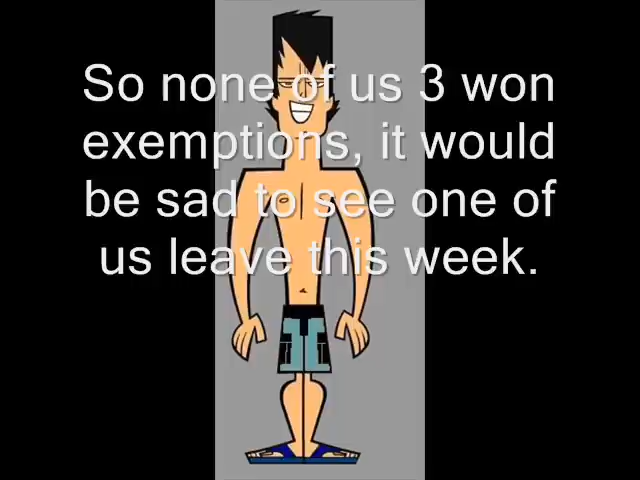 So none of us 3 won
exemptions, it would
be sad to see one of
us leave this week.